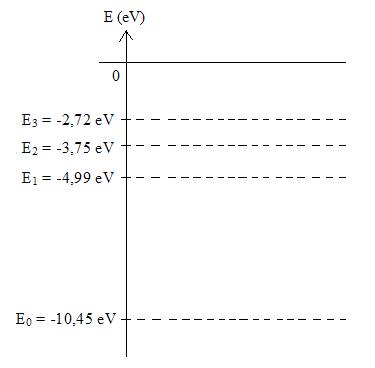 E (eV)
0
E₃ = -2,72 eV
E₂ = -3,75 eV
E₁ = -4,99 eV
E₀ = -10,45 eV